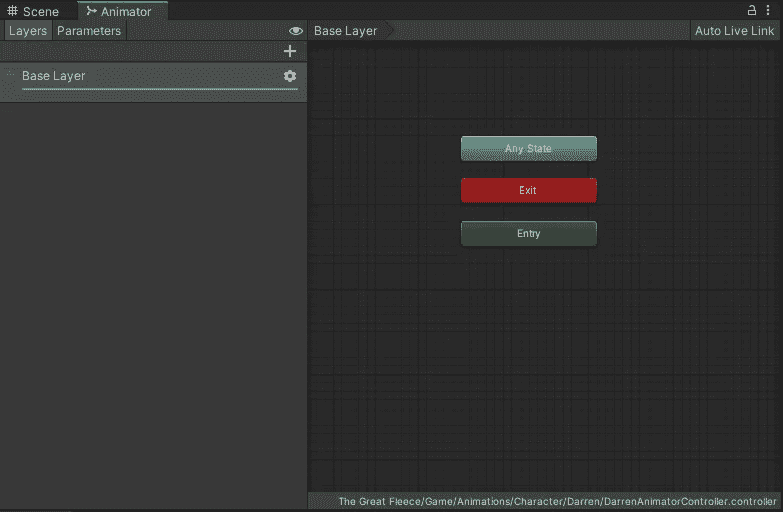 Scene Animator
Layers Parameters Base Layer Auto Live Link
Base Layer
Any State
Exit
Entry
The Great Fleece/Game/Animations/Character/Darren/DarrenAnimatorController.controller